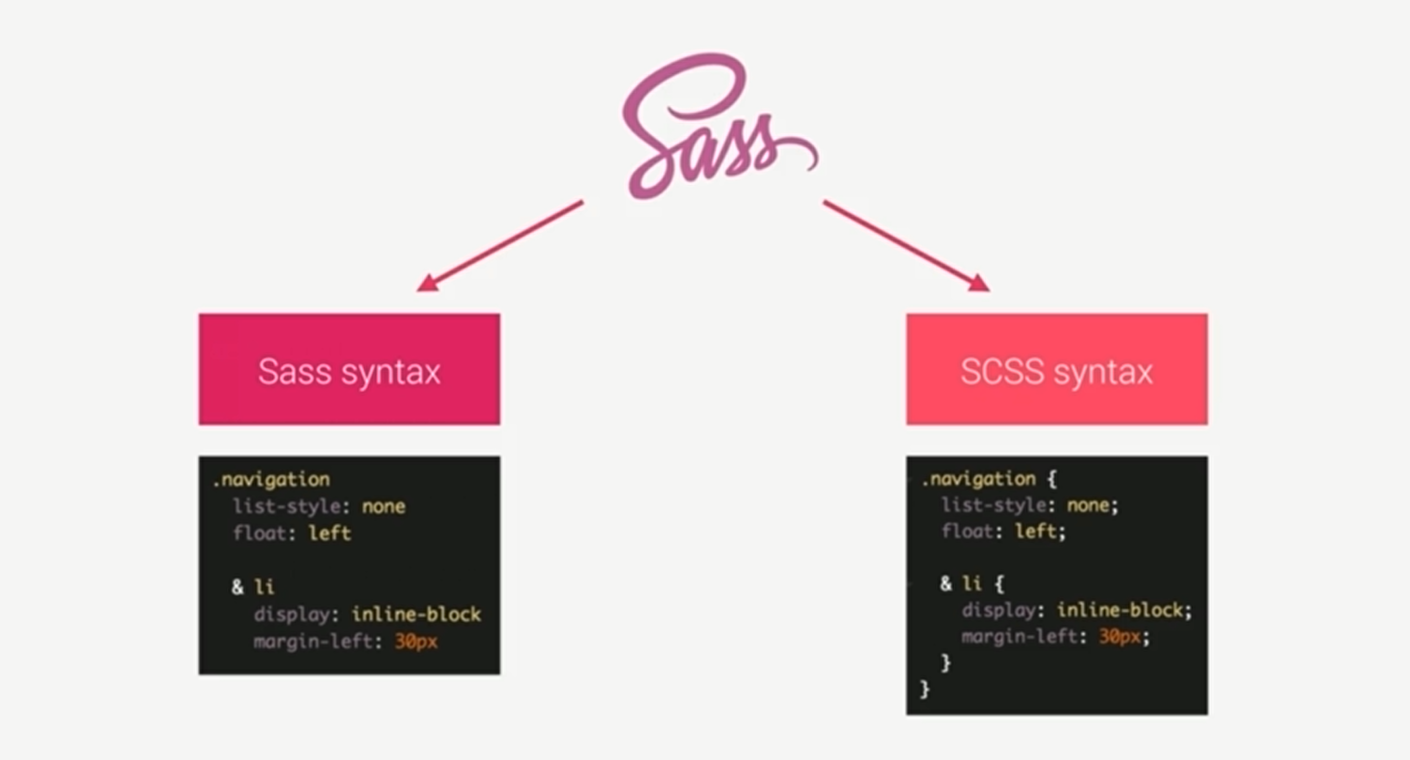 Sass
Sass syntax
.navigation
  list-style: none
  float: left

  & li
    display: inline-block
    margin-left: 30px
SCSS syntax
.navigation {
  list-style: none;
  float: left;

  & li {
    display: inline-block;
    margin-left: 30px;
  }
}